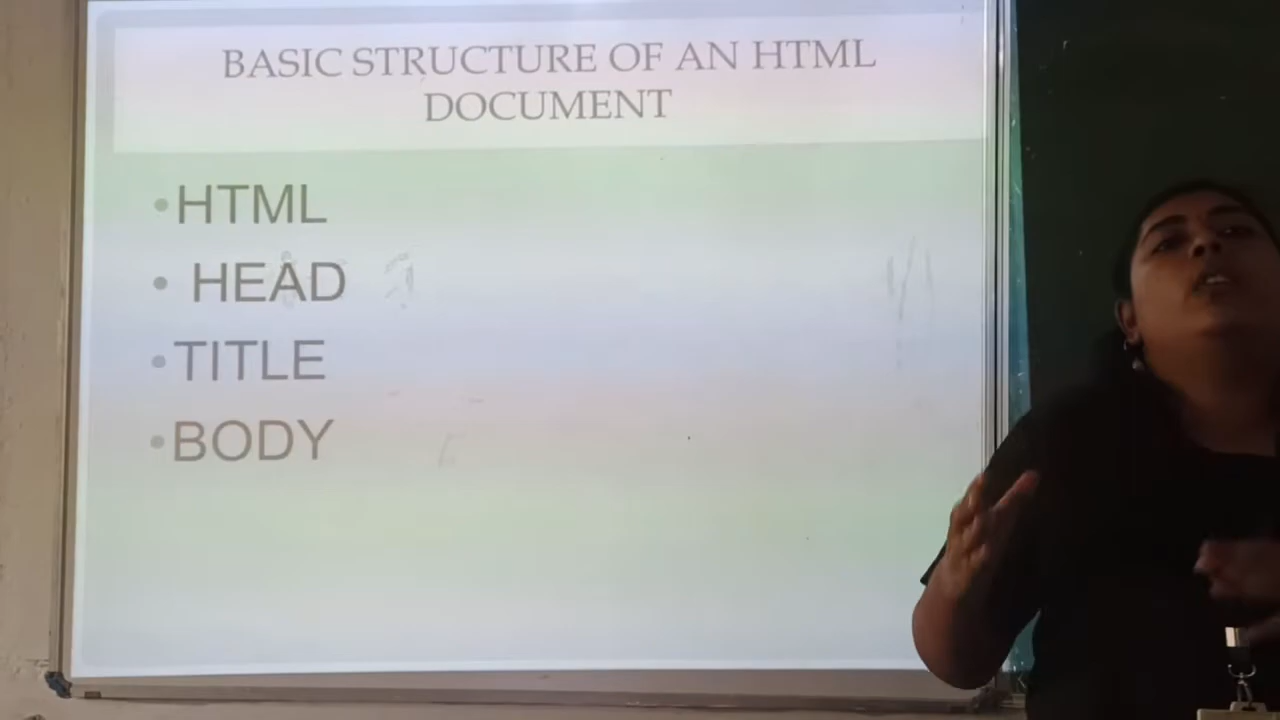 BASIC STRUCTURE OF AN HTML
DOCUMENT
•HTML
• HEAD
•TITLE
•BODY